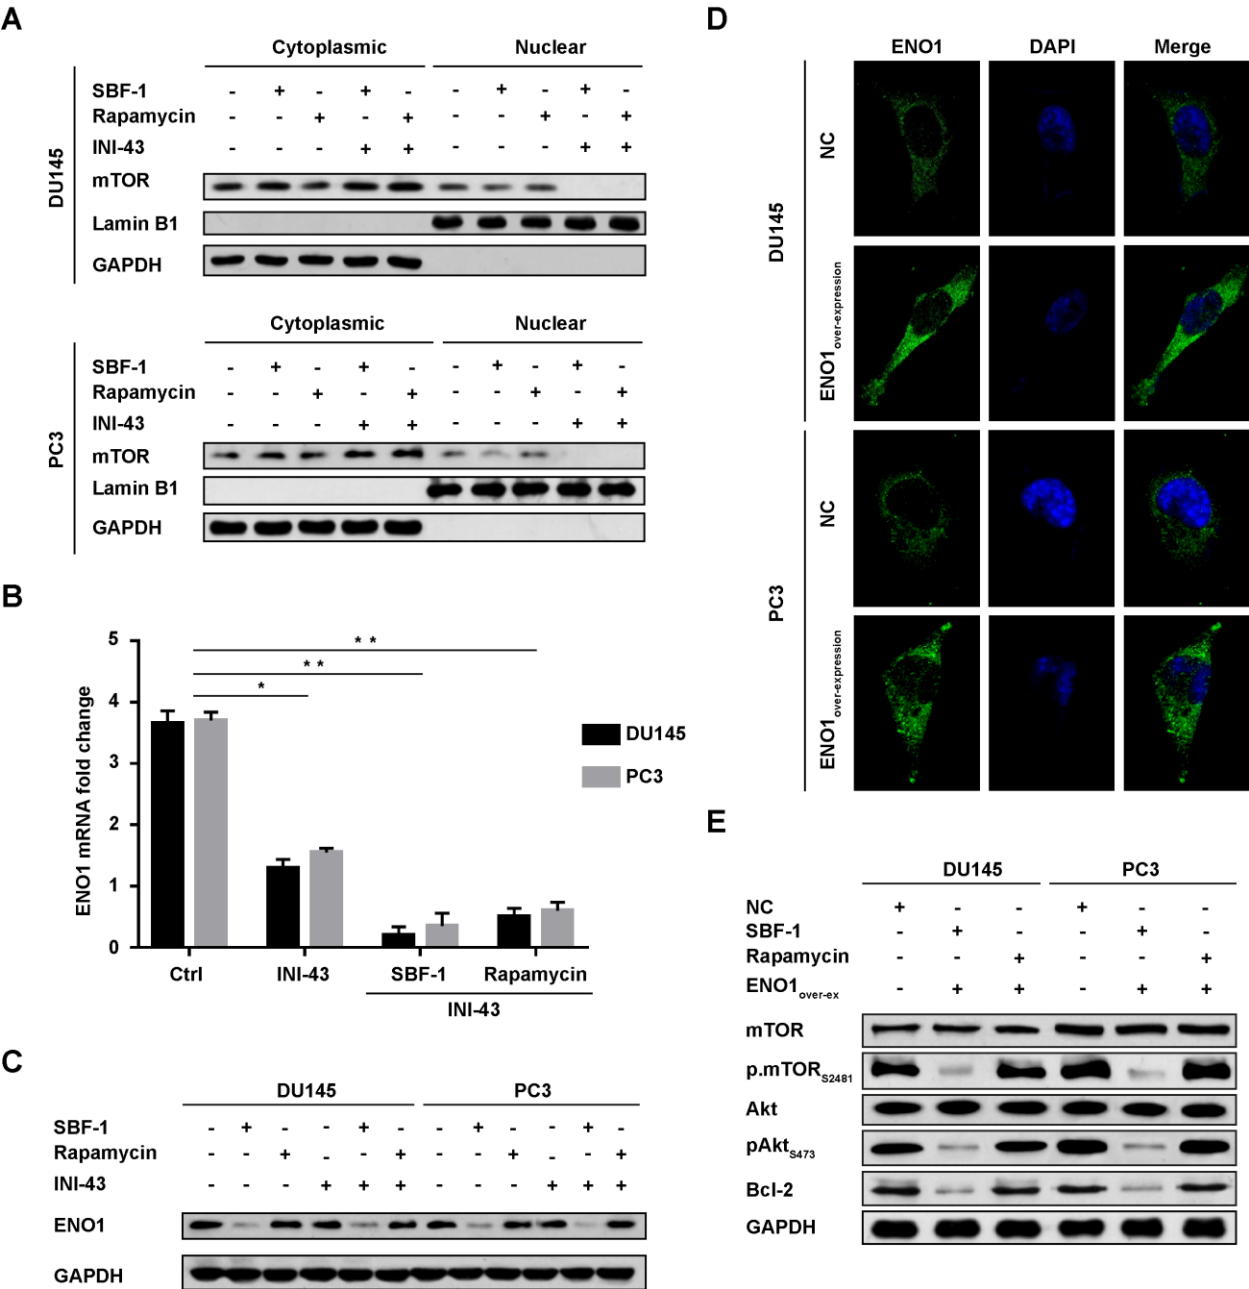 A
Cytoplasmic Nuclear
SBF-1 - + - + - - + - + -
Rapamycin - - + - + - - + - +
INI-43 - - - + + - - - + +
mTOR
Lamin B1
GAPDH
DU145
Cytoplasmic Nuclear
SBF-1 - + - + - - + - + -
Rapamycin - - + - + - - + - +
INI-43 - - - + + - - - + +
mTOR
Lamin B1
GAPDH
PC3
B
ENO1 mRNA fold change
5
4
3
2
1
0
* *
* *
*
DU145
PC3
Ctrl INI-43 SBF-1 Rapamycin
INI-43
C
DU145 PC3
SBF-1 - + - - + - - + - - + -
Rapamycin - - + - - + - - + - - +
INI-43 - - - + + + - - - + + +
ENO1
GAPDH
D
ENO1 DAPI Merge
DU145
NC
ENO1over-expression
PC3
NC
ENO1over-expression
E
DU145 PC3
NC + - - + - -
SBF-1 - + - - + -
Rapamycin - - + - - +
ENO1over-ex - + + - + +
mTOR
p.mTORS2481
Akt
pAktS473
Bcl-2
GAPDH